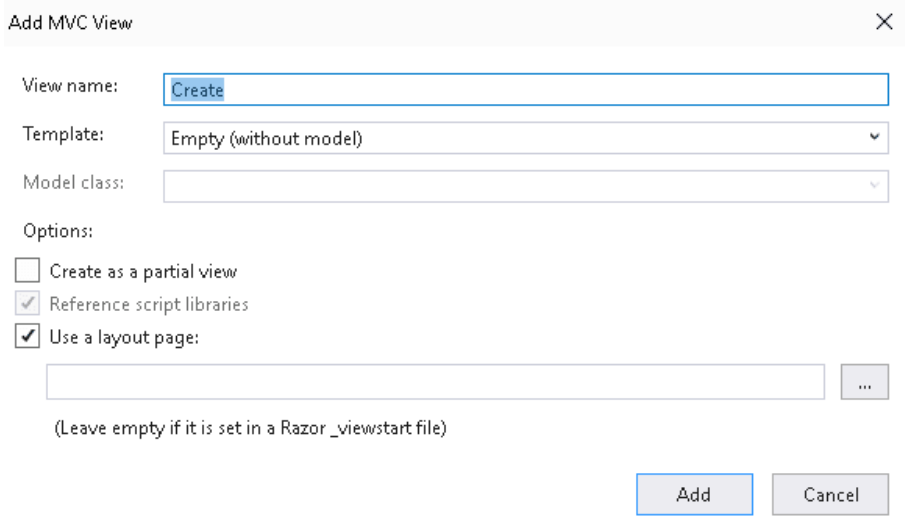 Add MVC View
View name: Create
Template: Empty (without model)
Model class:
Options:
Create as a partial view
Reference script libraries
Use a layout page:
...
(Leave empty if it is set in a Razor _viewstart file)
Add Cancel